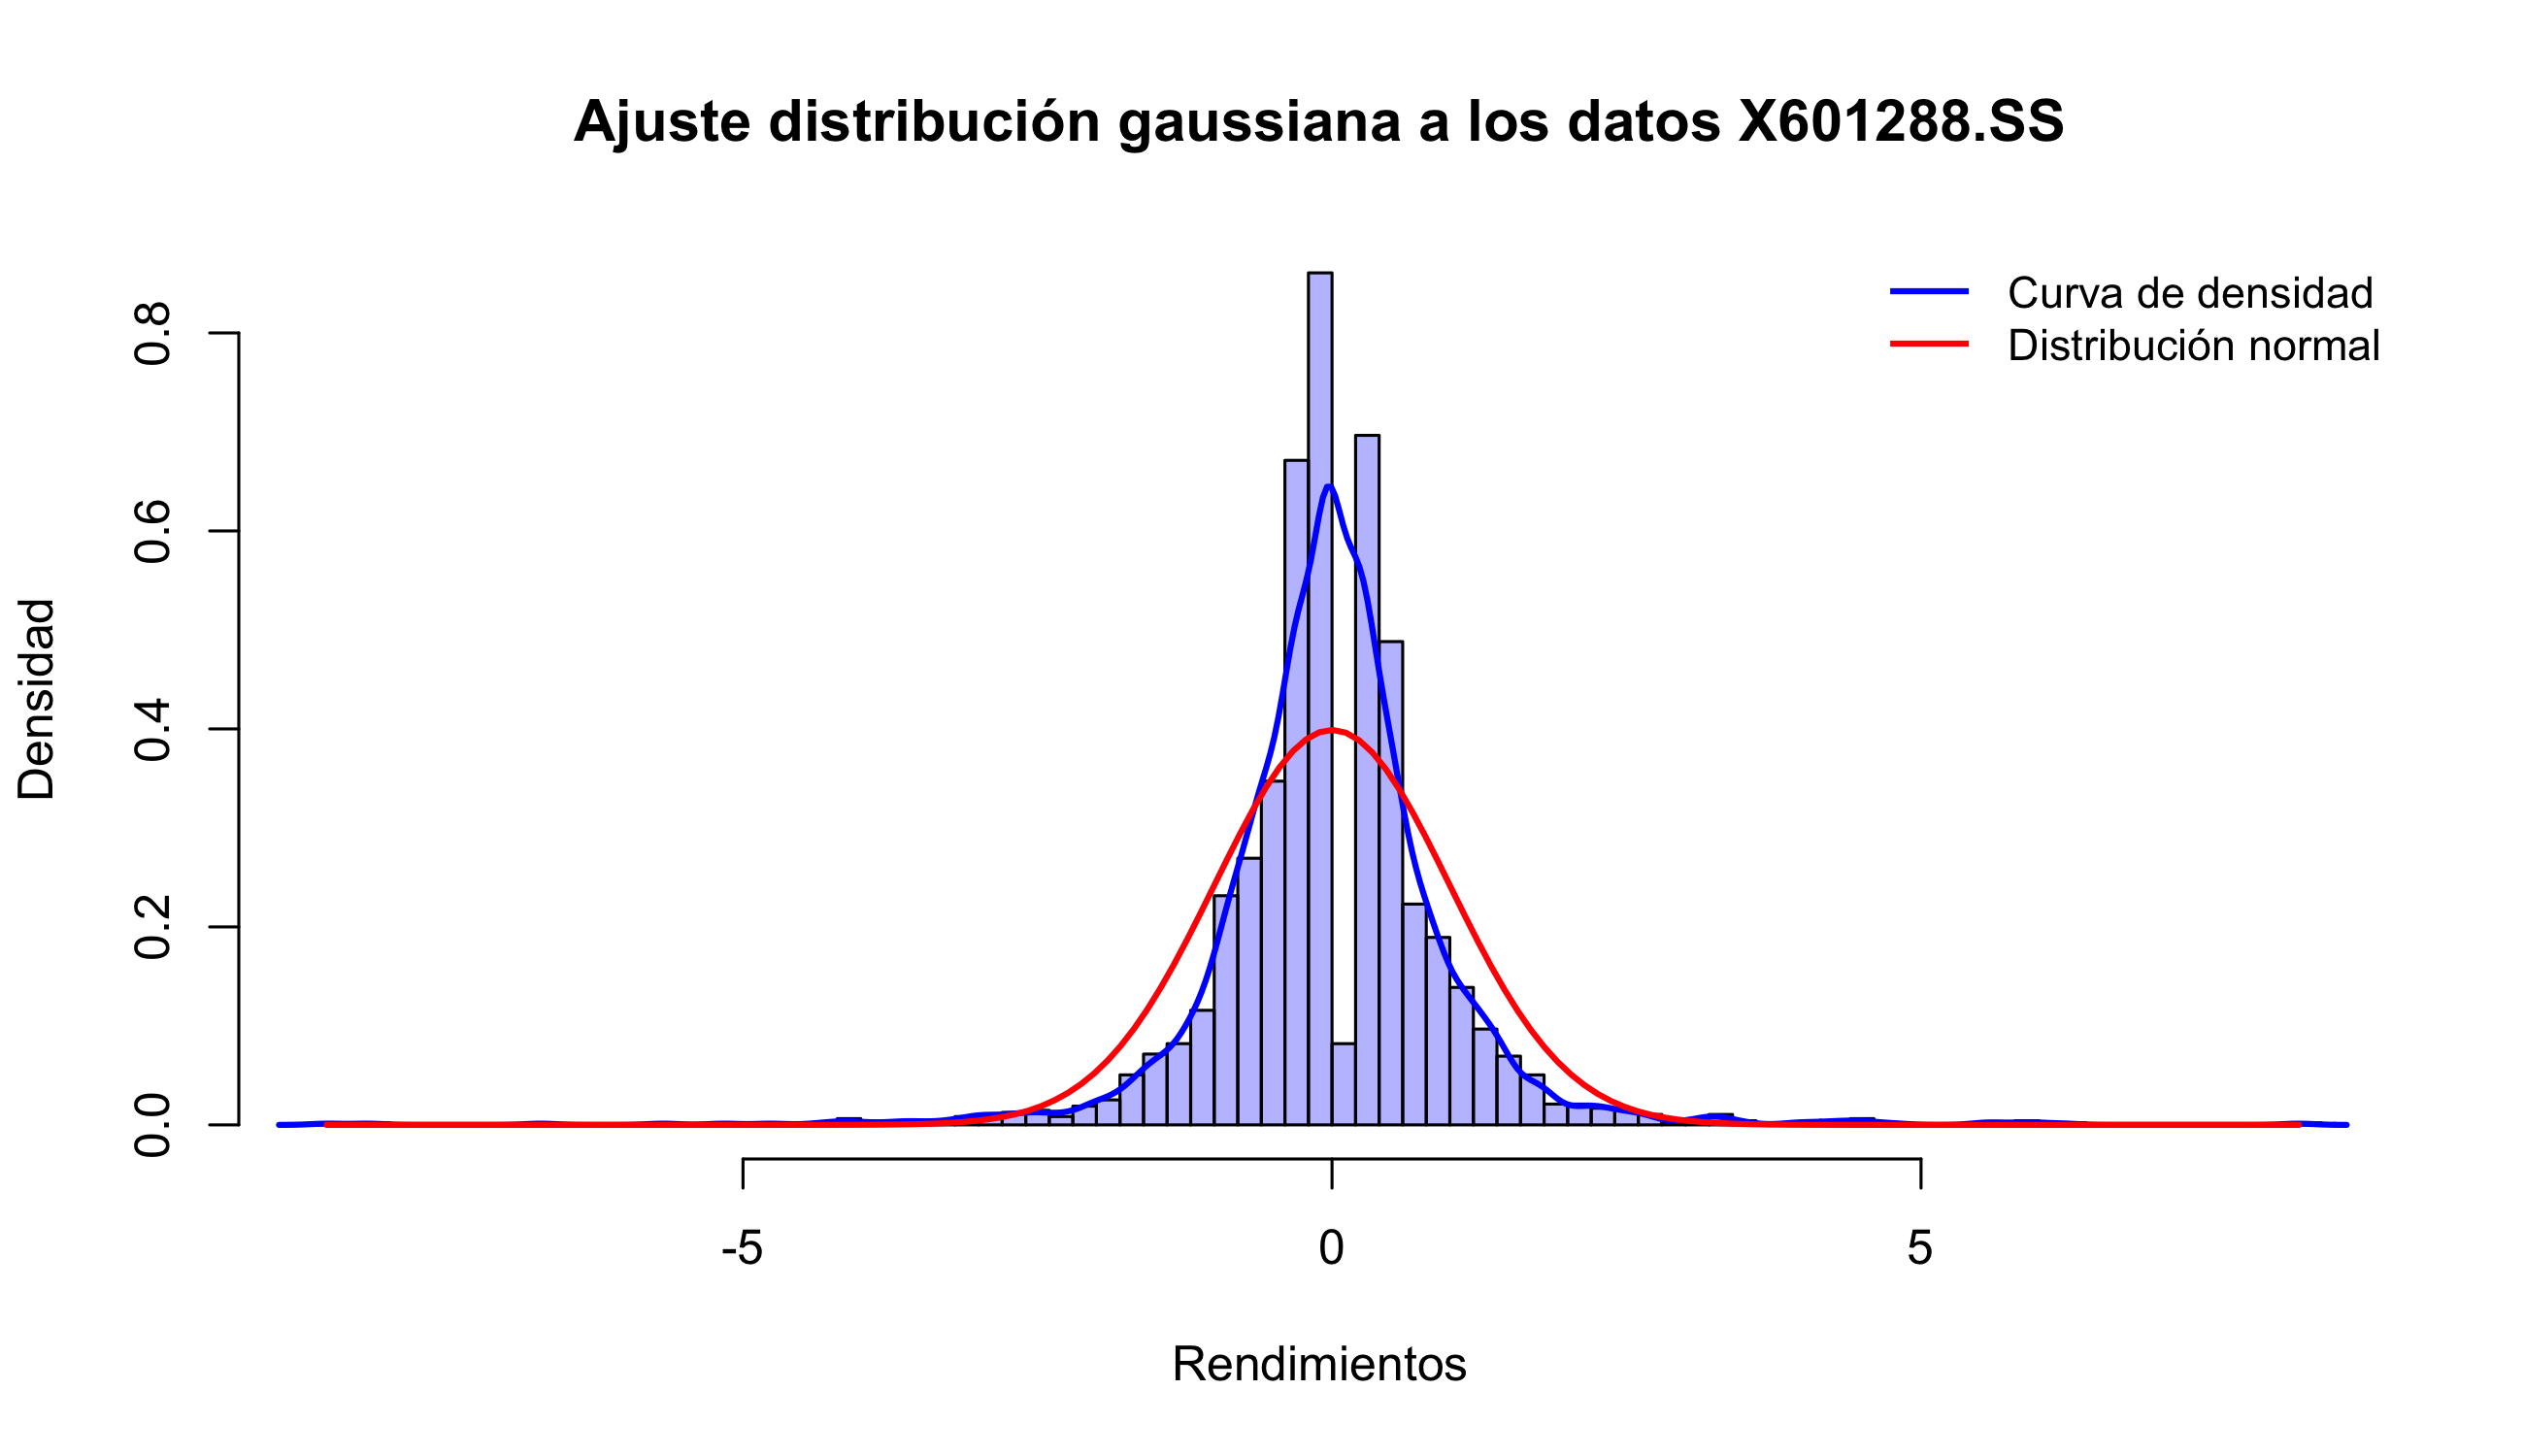 Ajuste distribución gaussiana a los datos X601288.SS
Curva de densidad
Distribución normal
Densidad
0.8
0.6
0.4
0.2
0.0
-5 0 5
Rendimientos